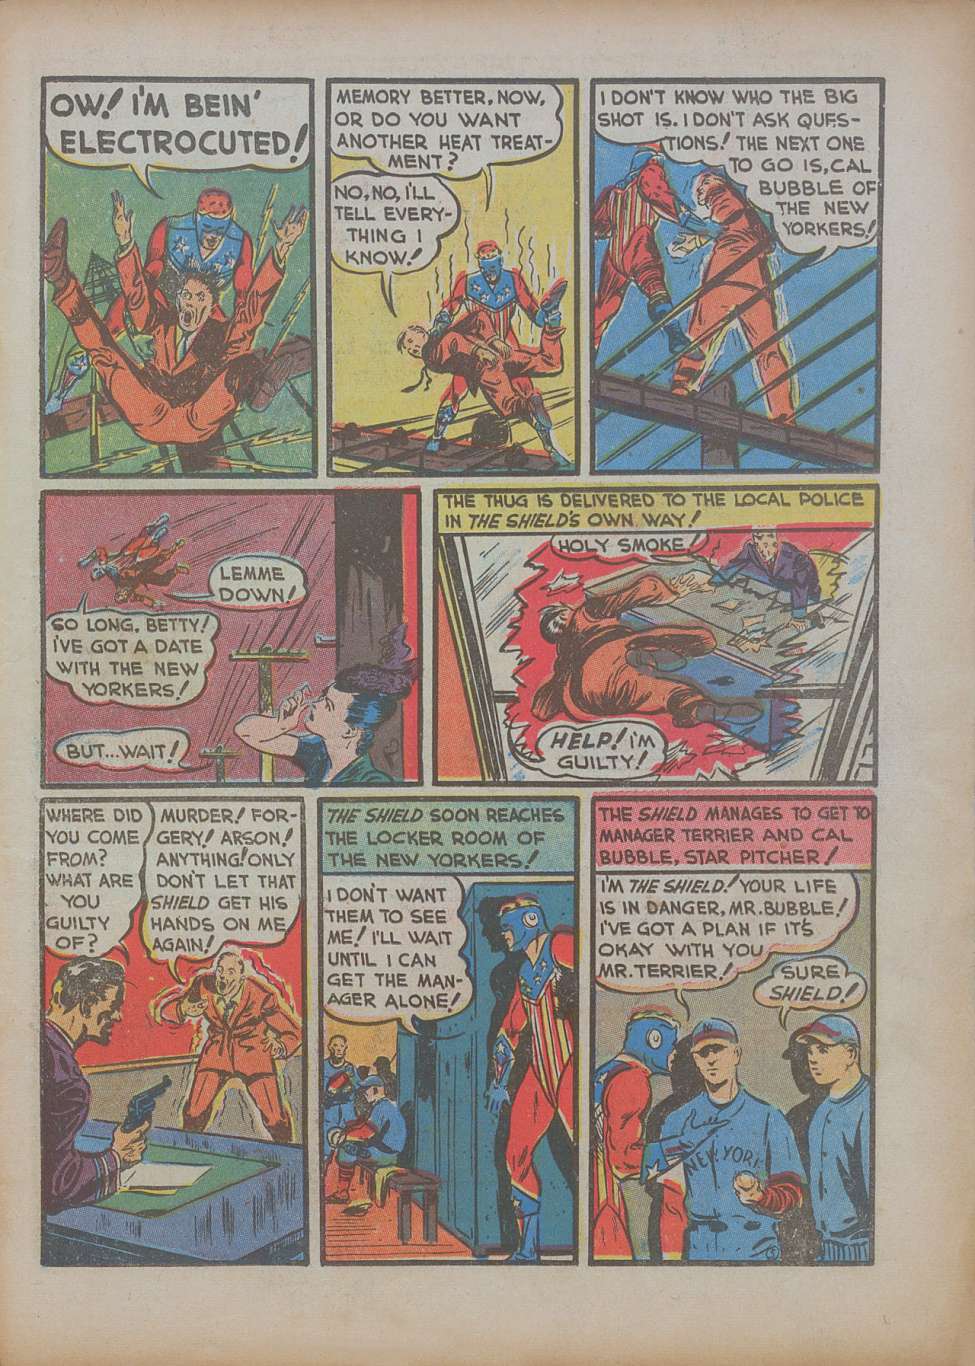 OW! I'M BEIN'
ELECTROCUTED!
MEMORY BETTER, NOW,
OR DO YOU WANT
ANOTHER HEAT TREAT-
MENT?
NO, NO, I'LL
TELL EVERY-
THING I
KNOW!
I DON'T KNOW WHO THE BIG
SHOT IS. I DON'T ASK QUES-
TIONS! THE NEXT ONE
TO GO IS, CAL
BUBBLE OF
THE NEW
YORKERS!
LEMME
DOWN!
SO LONG, BETTY!
I'VE GOT A DATE
WITH THE NEW
YORKERS!
BUT...WAIT!
THE THUG IS DELIVERED TO THE LOCAL POLICE
IN THE SHIELD'S OWN WAY!
HOLY SMOKE!
HELP! I'M
GUILTY!
WHERE DID
YOU COME
FROM?
WHAT ARE
YOU
GUILTY
OF?
MURDER! FOR-
GERY! ARSON!
ANYTHING! ONLY
DON'T LET THAT
SHIELD GET HIS
HANDS ON ME
AGAIN!
THE SHIELD SOON REACHES
THE LOCKER ROOM OF
THE NEW YORKERS!
I DON'T WANT
THEM TO SEE
ME! I'LL WAIT
UNTIL I CAN
GET THE MAN-
AGER ALONE!
THE SHIELD MANAGES TO GET TO
MANAGER TERRIER AND CAL
BUBBLE, STAR PITCHER!
I'M THE SHIELD! YOUR LIFE
IS IN DANGER, MR. BUBBLE!
I'VE GOT A PLAN IF IT'S
OKAY WITH YOU
MR. TERRIER!
SURE
SHIELD!
NEW YORK